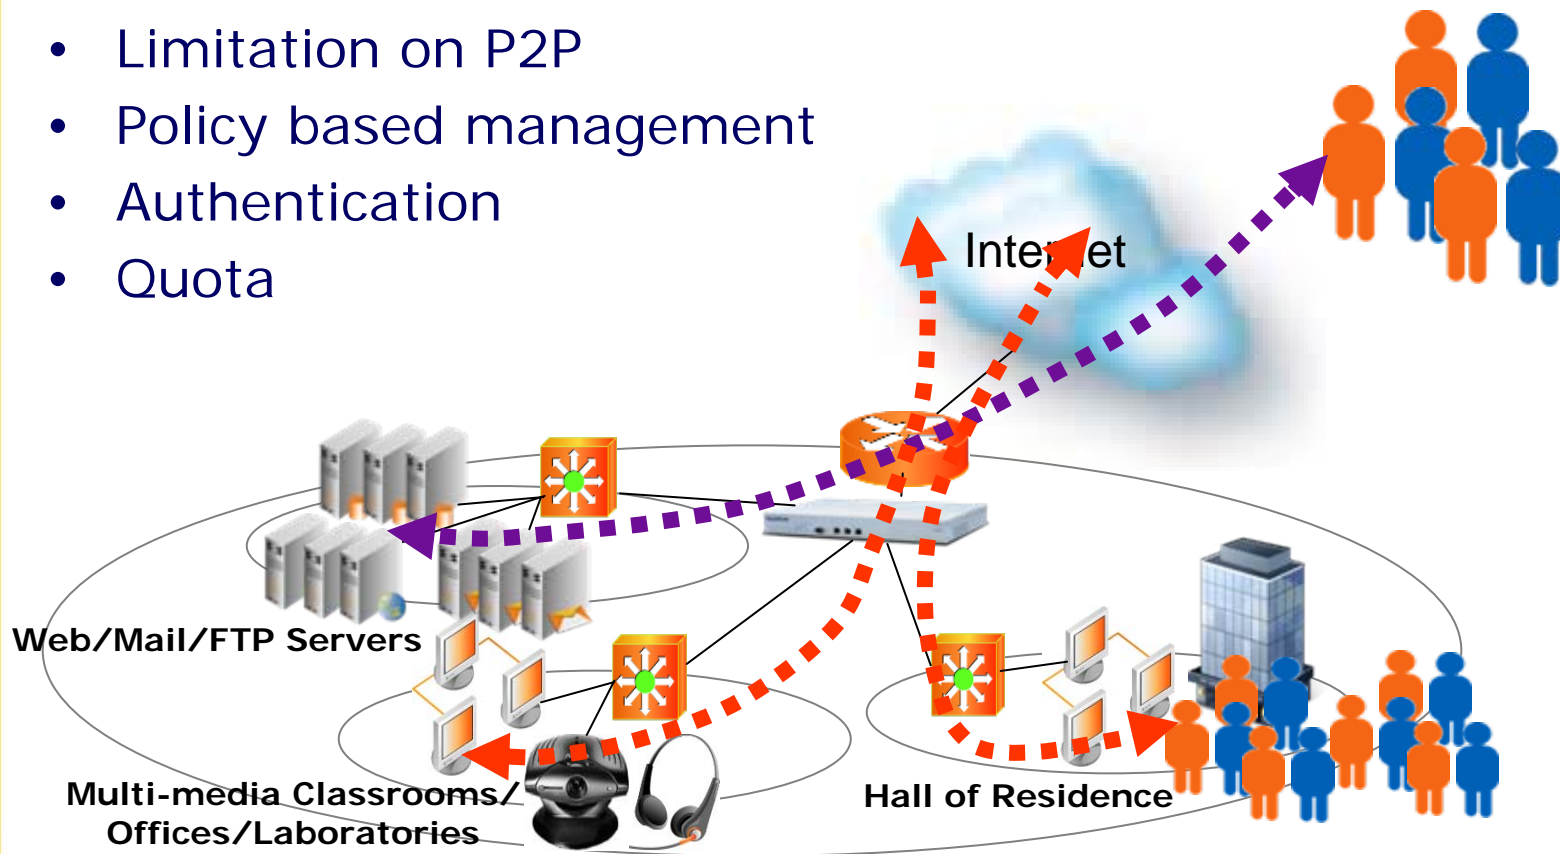 • Limitation on P2P
• Policy based management
• Authentication
• Quota
Internet
Web/Mail/FTP Servers
Multi-media Classrooms/
Offices/Laboratories
Hall of Residence